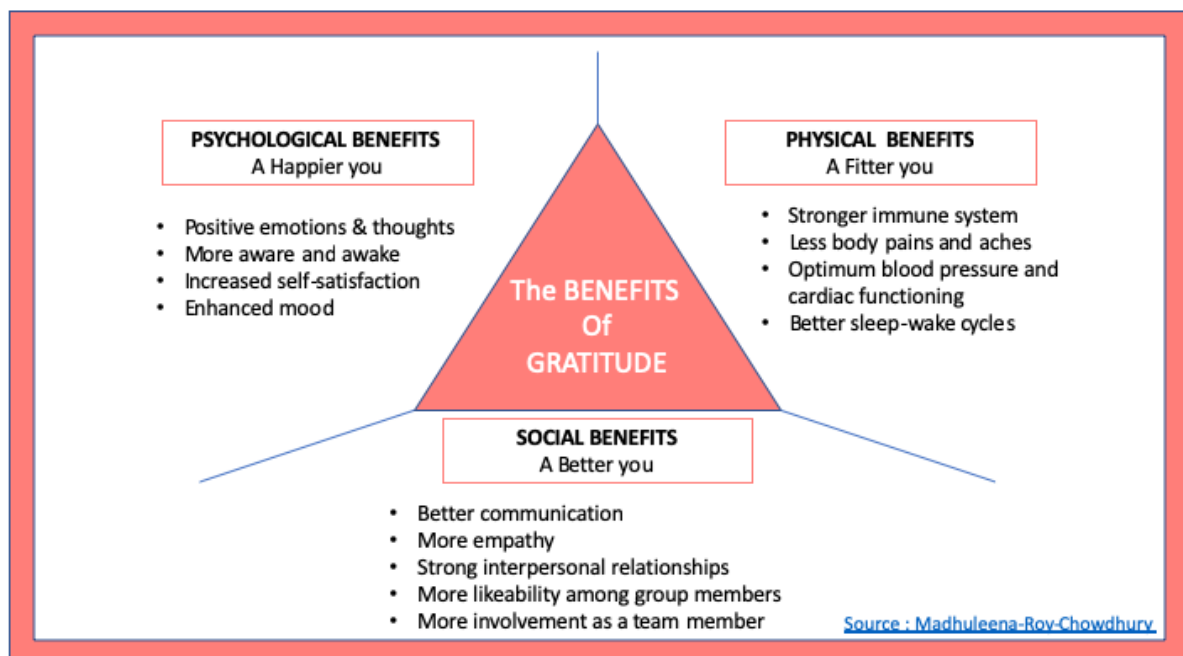 PSYCHOLOGICAL BENEFITS
A Happier you
• Positive emotions & thoughts
• More aware and awake
• Increased self-satisfaction
• Enhanced mood
PHYSICAL BENEFITS
A Fitter you
• Stronger immune system
• Less body pains and aches
• Optimum blood pressure and
cardiac functioning
• Better sleep-wake cycles
The BENEFITS
Of
GRATITUDE
SOCIAL BENEFITS
A Better you
• Better communication
• More empathy
• Strong interpersonal relationships
• More likeability among group members
• More involvement as a team member
Source : Madhuleena-Roy-Chowdhury